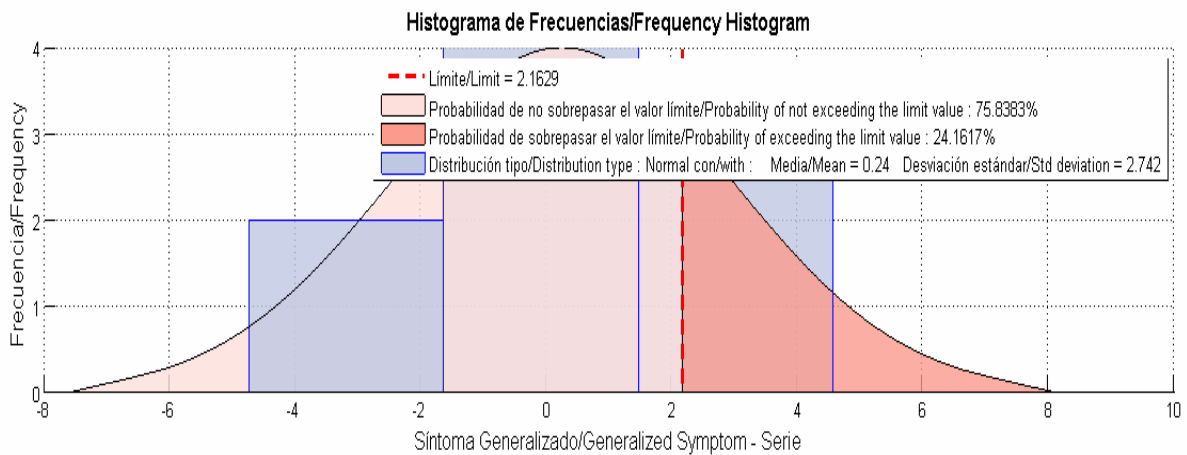 Histograma de Frecuencias/Frequency Histogram
Límite/Limit = 2.1629
Probabilidad de no sobrepasar el valor límite/Probability of not exceeding the limit value : 75.8383%
Probabilidad de sobrepasar el valor límite/Probability of exceeding the limit value : 24.1617%
Distribución tipo/Distribution type : Normal con/with : Media/Mean = 0.24 Desviación estándar/Std deviation = 2.742
Frecuencia/Frequency
4
3
2
1
0
-8 -6 -4 -2 0 2 4 6 8 10
Síntoma Generalizado/Generalized Symptom - Serie